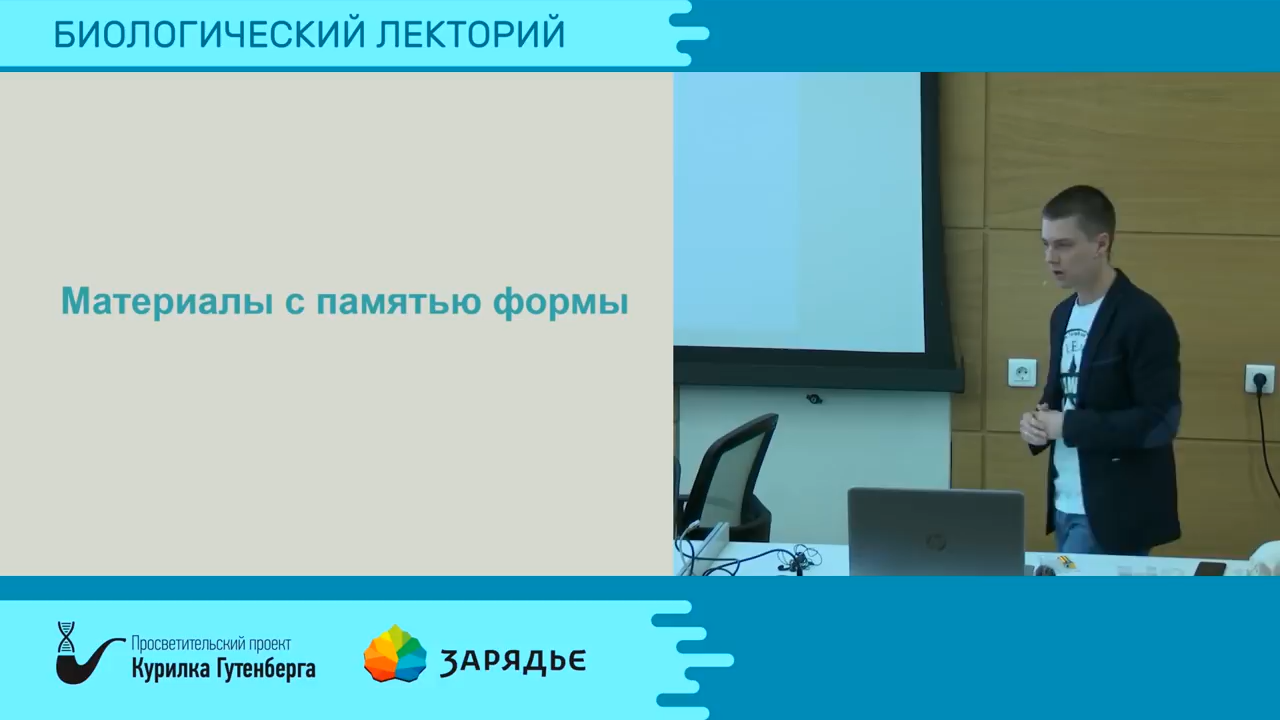 БИОЛОГИЧЕСКИЙ ЛЕКТОРИЙ
Материалы с памятью формы
Просветительский проект
Курилка Гутенберга
ЗАРЯДЬЕ